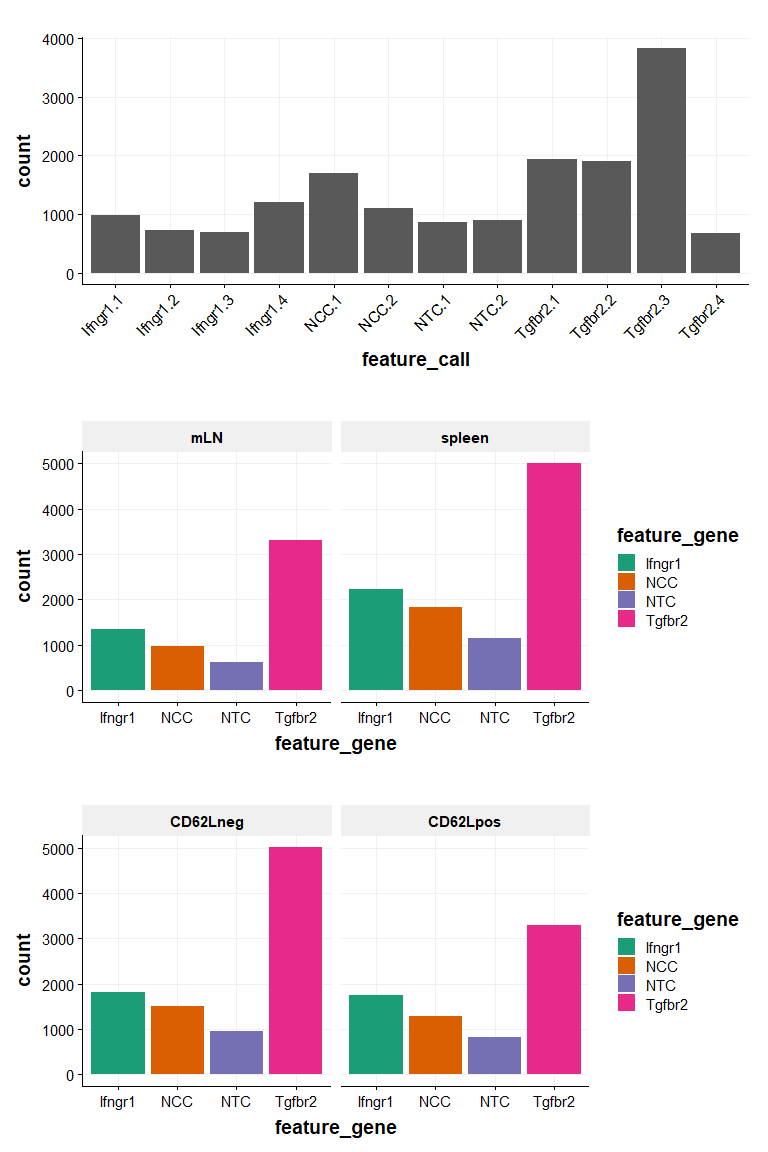 4000
3000
2000
1000
0
count
Ifngr1.1 Ifngr1.2 Ifngr1.3 Ifngr1.4 NCC.1 NCC.2 NTC.1 NTC.2 Tgfbr2.1 Tgfbr2.2 Tgfbr2.3 Tgfbr2.4
feature_call
mLN spleen
5000
4000
3000
2000
1000
0
count
Ifngr1 NCC NTC Tgfbr2 Ifngr1 NCC NTC Tgfbr2
feature_gene
feature_gene
Ifngr1
NCC
NTC
Tgfbr2
CD62Lneg CD62Lpos
5000
4000
3000
2000
1000
0
count
Ifngr1 NCC NTC Tgfbr2 Ifngr1 NCC NTC Tgfbr2
feature_gene
feature_gene
Ifngr1
NCC
NTC
Tgfbr2